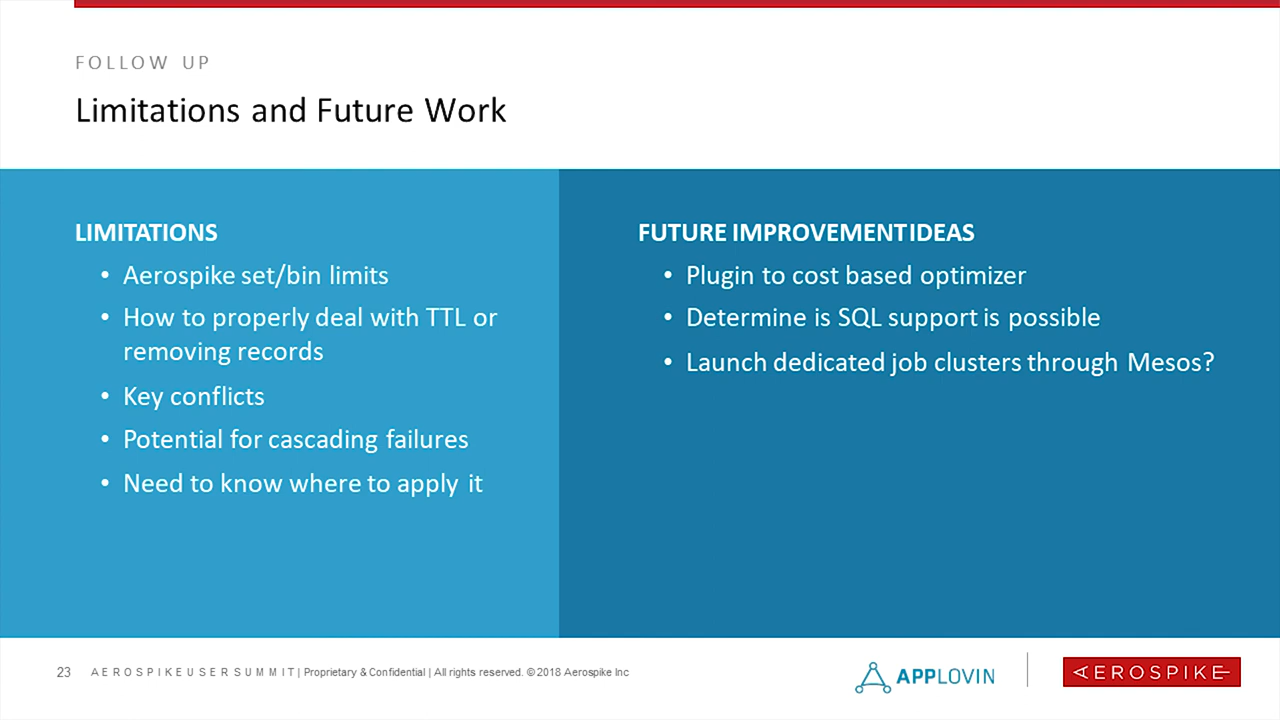 FOLLOW UP
Limitations and Future Work
LIMITATIONS
• Aerospike set/bin limits
• How to properly deal with TTL or
removing records
• Key conflicts
• Potential for cascading failures
• Need to know where to apply it
FUTURE IMPROVEMENT IDEAS
• Plugin to cost based optimizer
• Determine is SQL support is possible
• Launch dedicated job clusters through Mesos?
23 AEROSPIKE USER SUMMIT | Proprietary & Confidential | All rights reserved. © 2018 Aerospike Inc
APPLOVIN
AEROSPIKE